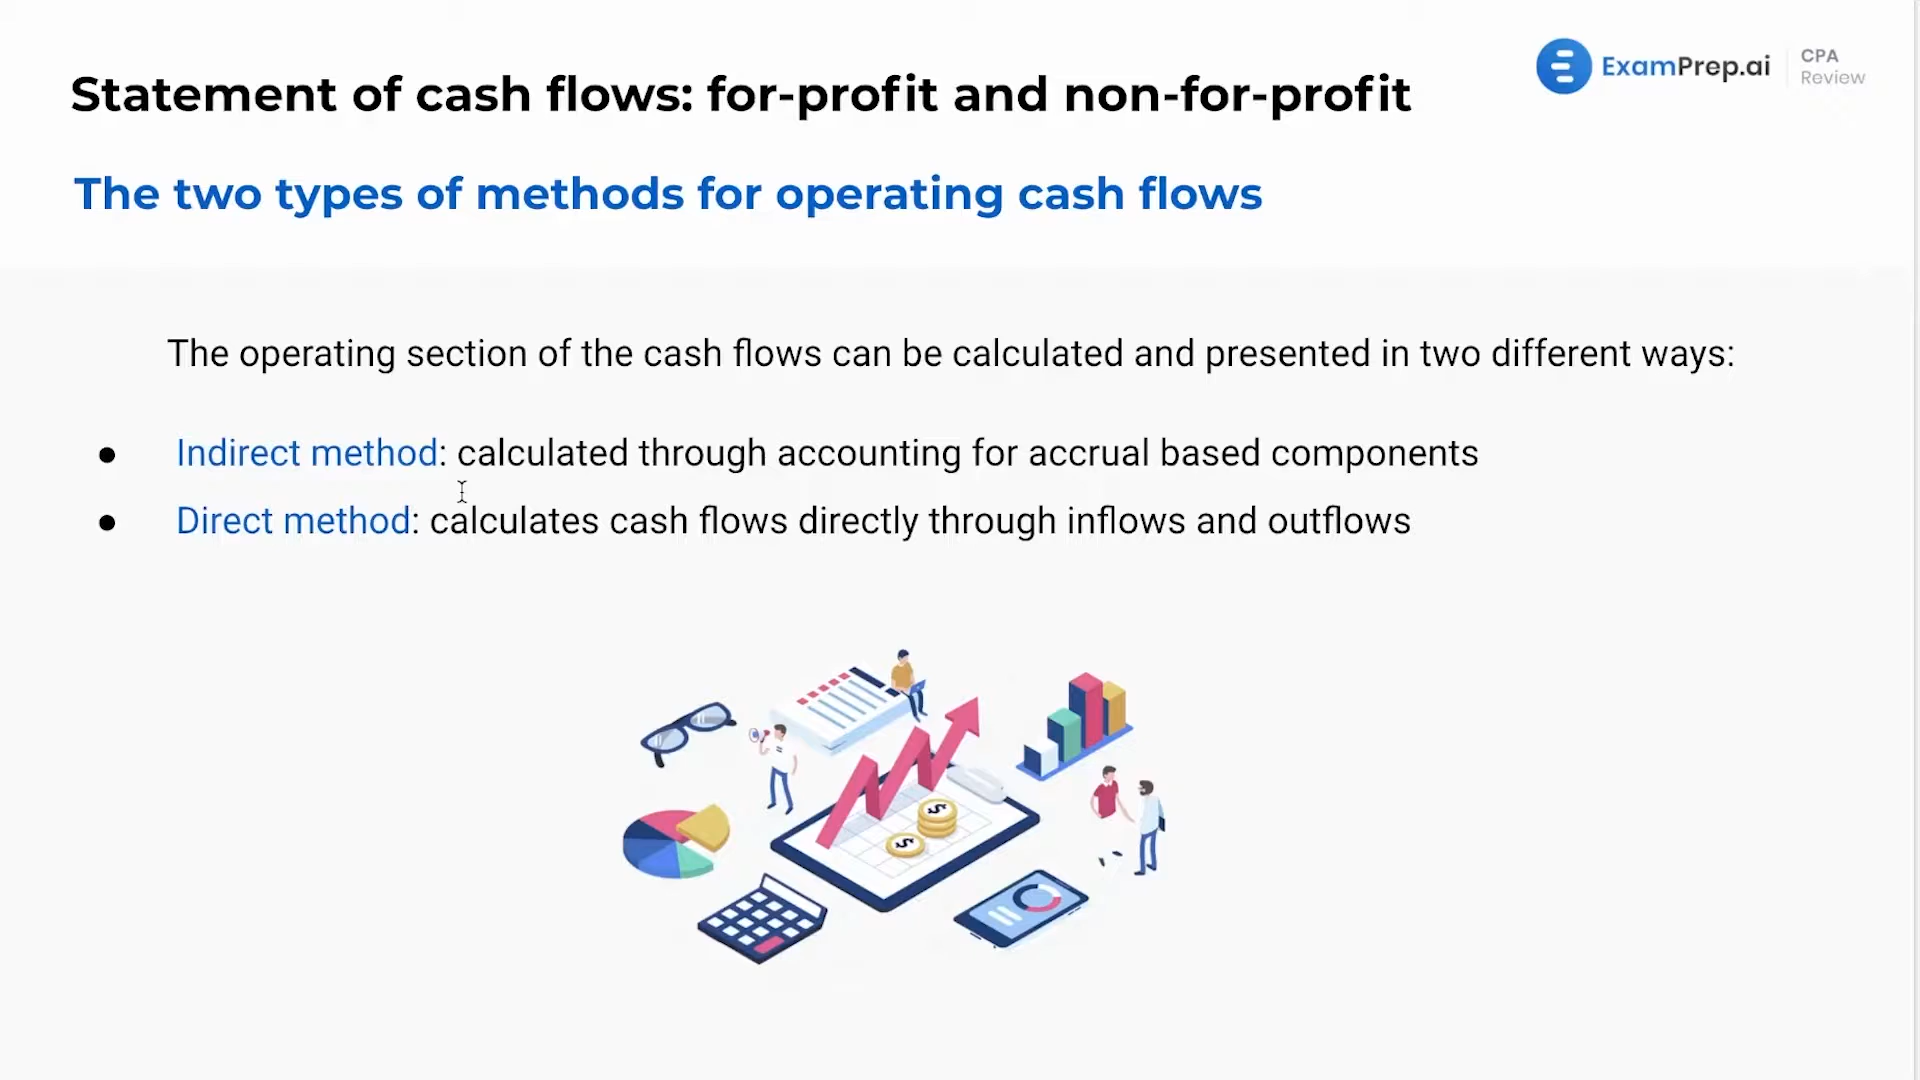 Statement of cash flows: for-profit and non-for-profit
ExamPrep.ai
CPA
Review
The two types of methods for operating cash flows
The operating section of the cash flows can be calculated and presented in two different ways:
● Indirect method: calculated through accounting for accrual based components
● Direct method: calculates cash flows directly through inflows and outflows
$
$